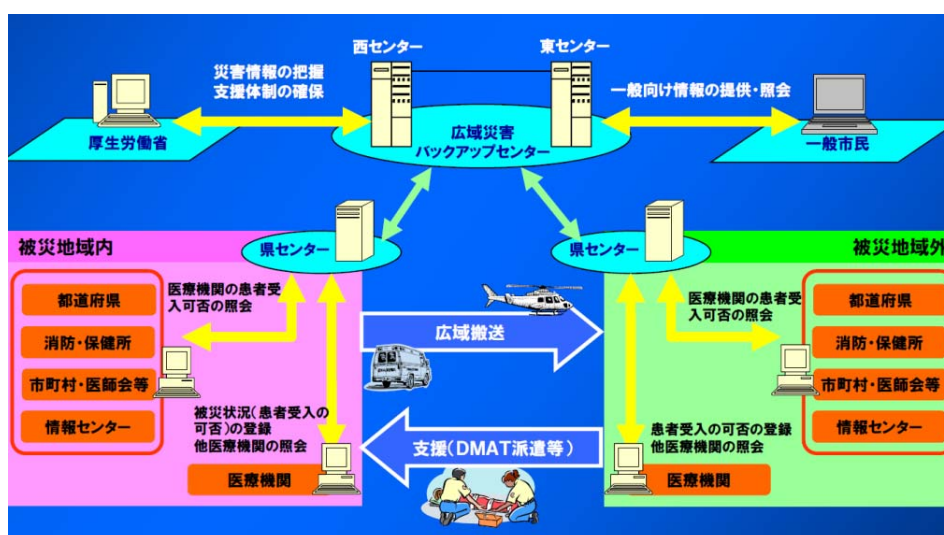 西センター
東センター
災害情報の把握
支援体制の確保
一般向け情報の提供・照会
厚生労働省
広域災害
バックアップセンター
一般市民
被災地域内
県センター
県センター
被災地域外
都道府県
消防・保健所
市町村・医師会等
情報センター
医療機関の患者受
入可否の照会
被災状況(患者受入の
可否)の登録
他医療機関の照会
医療機関
広域搬送
支援(DMAT派遣等)
医療機関の患者受
入可否の照会
患者受入の可否の登録
他医療機関の照会
医療機関
都道府県
消防・保健所
市町村・医師会等
情報センター